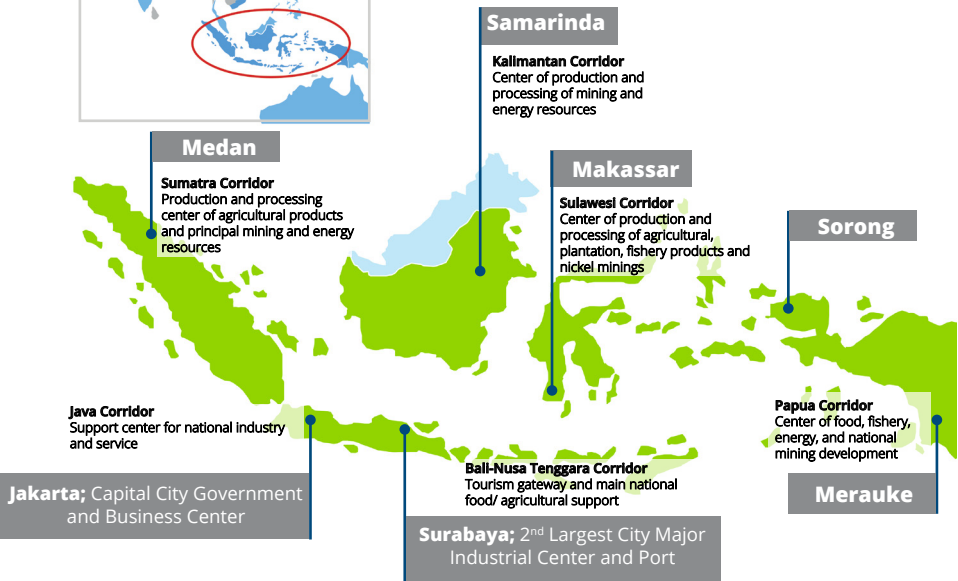 Samarinda
Kalimantan Corridor
Center of production and
processing of mining and
energy resources
Medan
Sumatra Corridor
Production and processing
center of agricultural products
and principal mining and energy
resources
Makassar
Sulawesi Corridor
Center of production and
processing of agricultural,
plantation, fishery products and
nickel minings
Sorong
Java Corridor
Support center for national industry
and service
Papua Corridor
Center of food, fishery,
energy, and national
mining development
Bali-Nusa Tenggara Corridor
Tourism gateway and main national
food/ agricultural support
Jakarta; Capital City Government
and Business Center
Merauke
Surabaya; 2nd Largest City Major
Industrial Center and Port